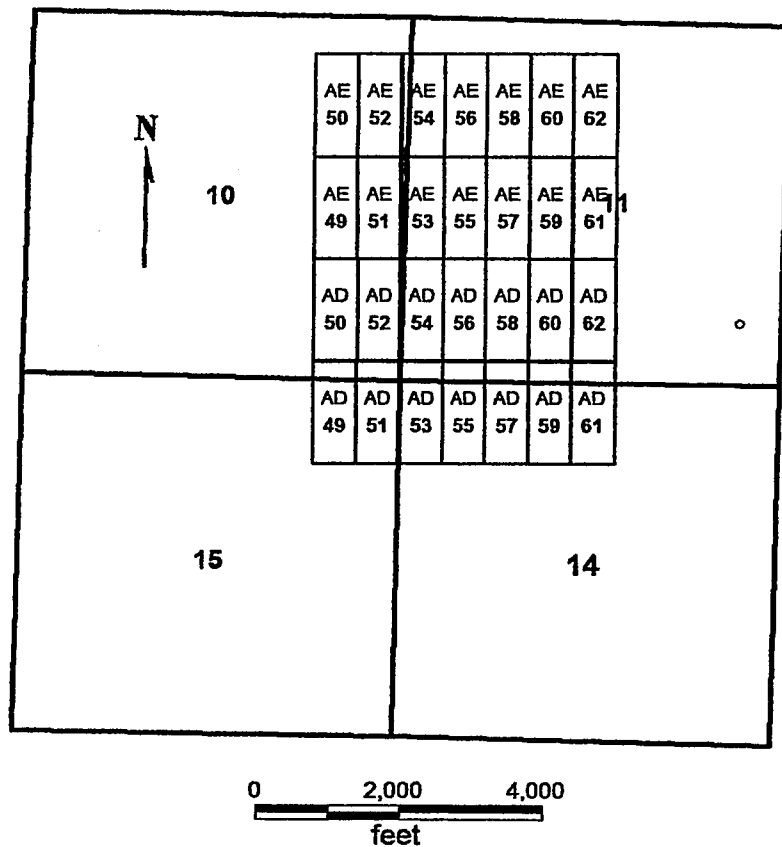 AE AE AE AE AE AE AE
50 52 54 56 58 60 62
N
10
AE AE AE AE AE AE AE
49 51 53 55 57 59 61
11
AD AD AD AD AD AD AD
50 52 54 56 58 60 62
AD AD AD AD AD AD AD
49 51 53 55 57 59 61
15
14
0 2,000 4,000
feet